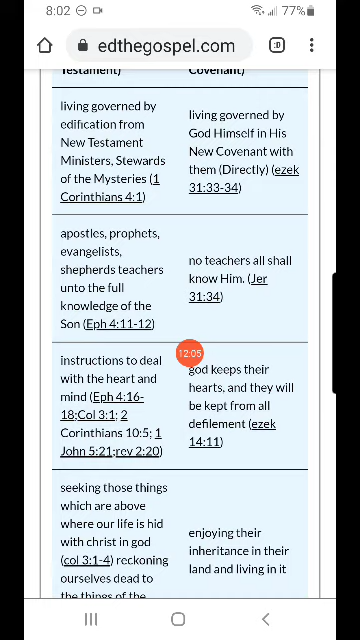 8:02
77%
edthegospel.com
:D
Testament)
Covenant)
living governed by
edification from
New Testament
Ministers, Stewards
of the Mysteries (1
Corinthians 4:1)
living governed by
God Himself in His
New Covenant with
them (Directly) (ezek
31:33-34)
apostles, prophets,
evangelists,
shepherds teachers
unto the full
knowledge of the
Son (Eph 4:11-12)
no teachers all shall
know Him. (Jer
31:34)
12:05
instructions to deal
with the heart and
mind (Eph 4:16-
18;Col 3:1; 2
Corinthians 10:5; 1
John 5:21;rev 2:20)
god keeps their
hearts, and they will
be kept from all
defilement (ezek
14:11)
seeking those things
which are above
where our life is hid
with christ in god
(col 3:1-4) reckoning
ourselves dead to
the things of the
enjoying their
inheritance in their
land and living in it